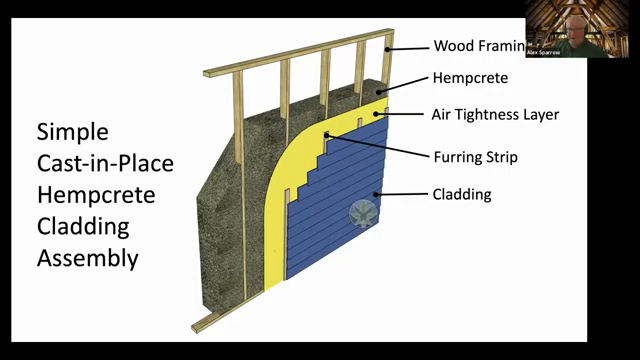 Simple
Cast-in-Place
Hempcrete
Cladding
Assembly
Wood Framin
Hempcrete
Air Tightness Layer
Furring Strip
Cladding
Alex Sparrow